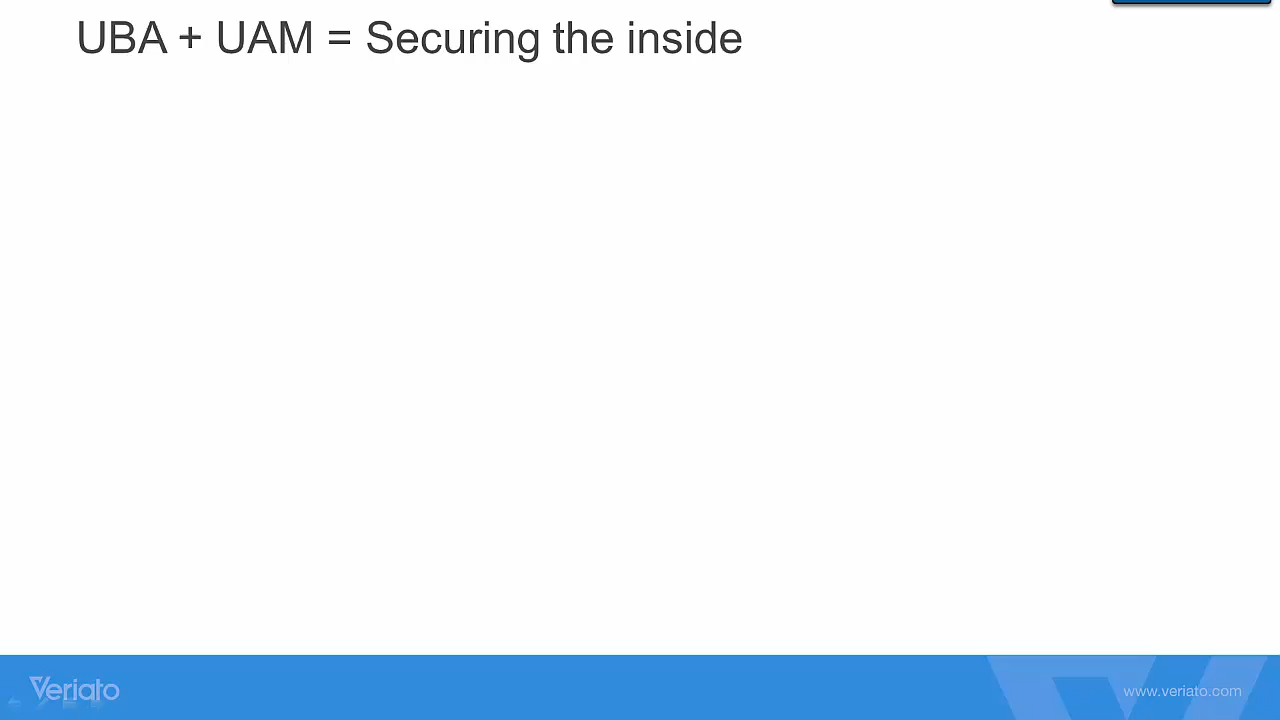 UBA + UAM = Securing the inside
Veriato
www.veriato.com